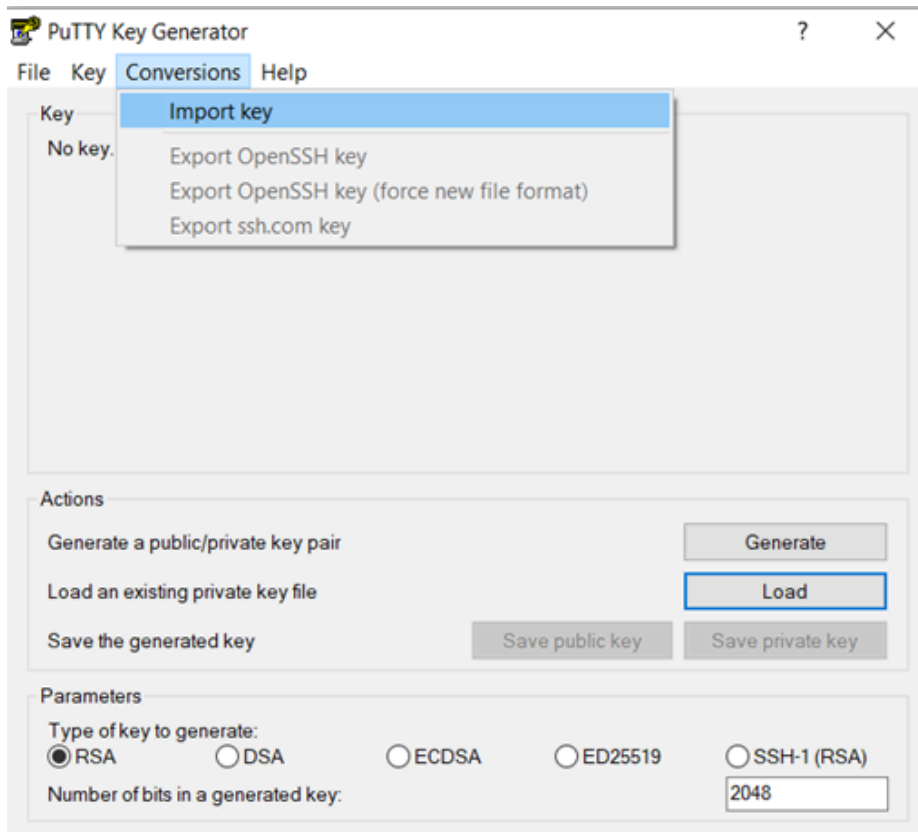 PuTTY Key Generator ? ×
File Key Conversions Help
Key
Import key
No key.
Export OpenSSH key
Export OpenSSH key (force new file format)
Export ssh.com key
Actions
Generate a public/private key pair Generate
Load an existing private key file Load
Save the generated key Save public key Save private key
Parameters
Type of key to generate:
RSA DSA ECDSA ED25519 SSH-1 (RSA)
Number of bits in a generated key: 2048